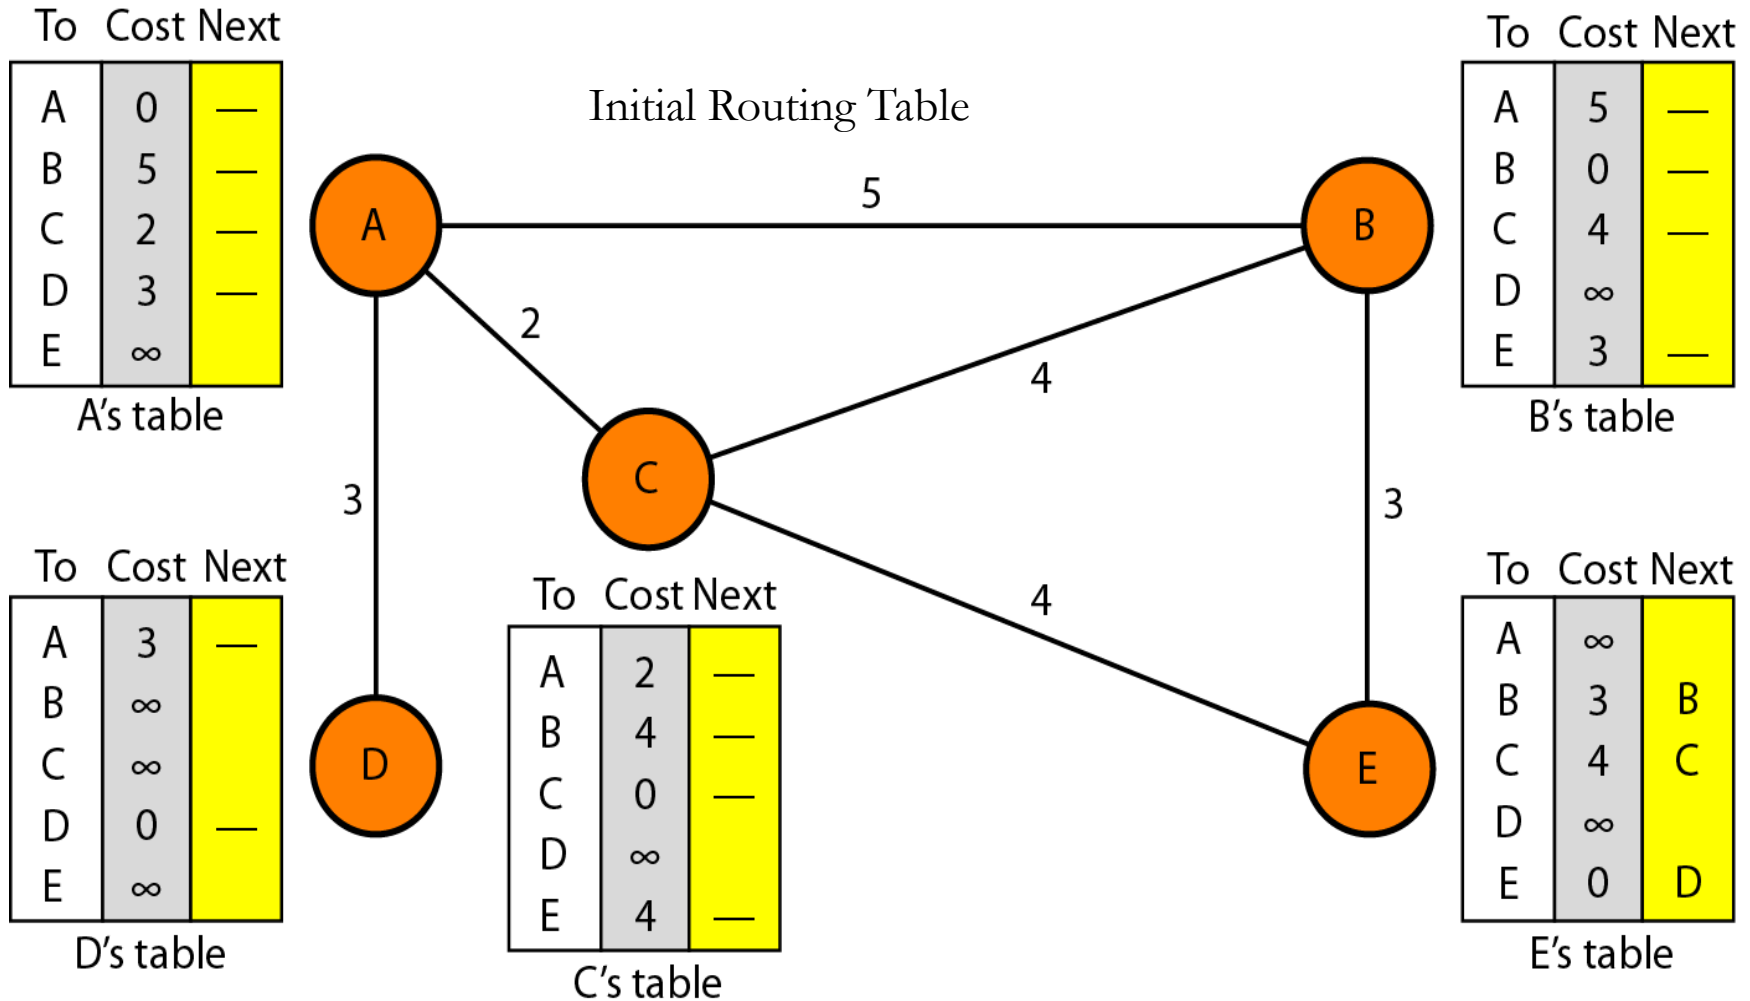 To Cost Next
A 0 —
B 5 —
C 2 —
D 3 —
E ∞
A's table
Initial Routing Table
To Cost Next
A 5 —
B 0 —
C 4 —
D ∞
E 3 —
B's table
A
5
B
2
4
C
3
3
4
D
E
To Cost Next
A 3 —
B ∞
C ∞
D 0 —
E ∞
D's table
To Cost Next
A 2 —
B 4 —
C 0 —
D ∞
E 4 —
C's table
To Cost Next
A ∞
B 3 B
C 4 C
D ∞
E 0 D
E's table